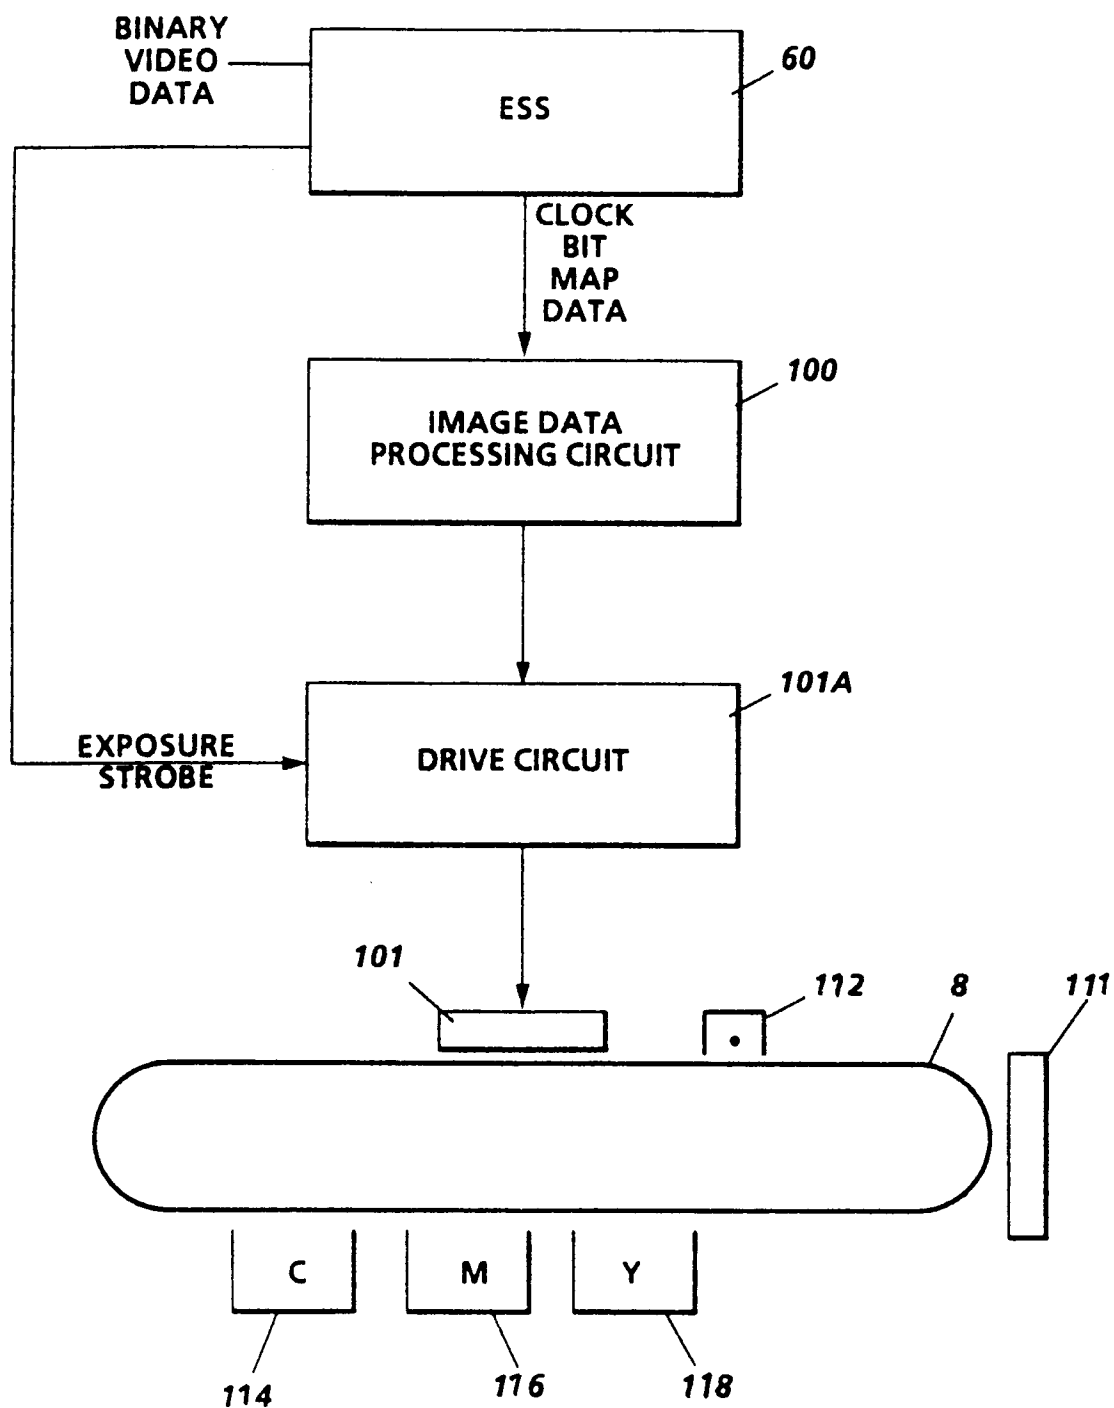 BINARY
VIDEO
DATA
60
ESS
CLOCK
BIT
MAP
DATA
100
IMAGE DATA
PROCESSING CIRCUIT
101A
EXPOSURE
STROBE
DRIVE CIRCUIT
101
112
8
111
C
M
Y
114
116
118